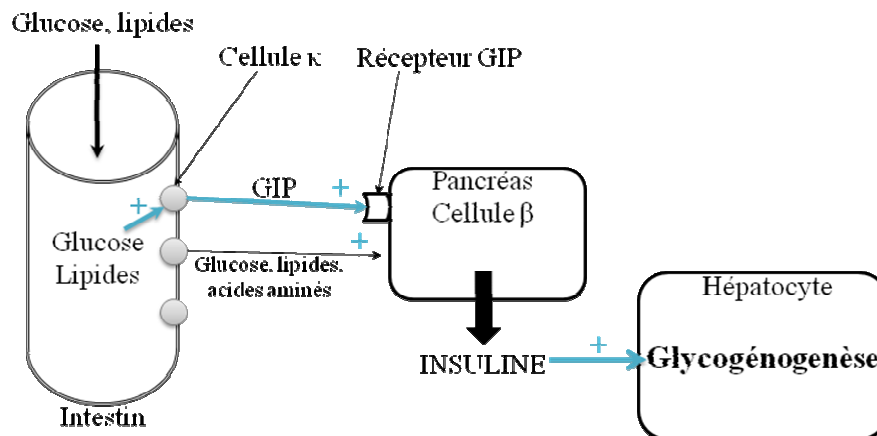 Glucose, lipides
Cellule κ
Récepteur GIP
+
GIP
+
Pancréas
Cellule β
Glucose
Lipides
+
Glucose, lipides,
acides aminés
Hépatocyte
INSULINE
+
Glycogénogenèse
Intestin